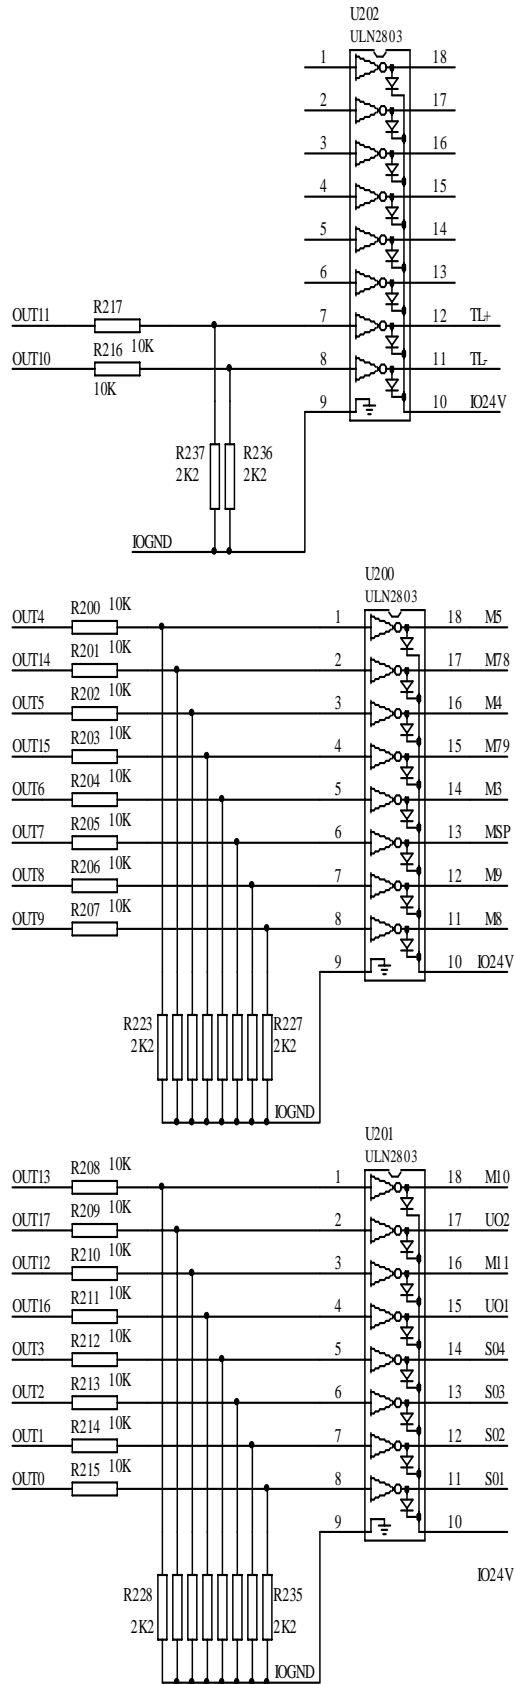 U202
ULN2803
1 18
2 17
3 16
4 15
5 14
6 13
OUT11 R217 10K 7 12 TL+
OUT10 R216 10K 8 11 TL-
9 10 IO24V
R237 R236
2K2 2K2
IOGND
U200
ULN2803
OUT4 R200 10K 1 18 M5
OUT14 R201 10K 2 17 M78
OUT5 R202 10K 3 16 M4
OUT15 R203 10K 4 15 M79
OUT6 R204 10K 5 14 M3
OUT7 R205 10K 6 13 MSP
OUT8 R206 10K 7 12 M9
OUT9 R207 10K 8 11 M8
9 10 IO24V
R223 R227
2K2 2K2
IOGND
U201
ULN2803
OUT13 R208 10K 1 18 M10
OUT17 R209 10K 2 17 UO2
OUT12 R210 10K 3 16 M11
OUT16 R211 10K 4 15 UO1
OUT3 R212 10K 5 14 S04
OUT2 R213 10K 6 13 S03
OUT1 R214 10K 7 12 S02
OUT0 R215 10K 8 11 S01
9 10
IO24V
R228 R235
2K2 2K2
IOGND